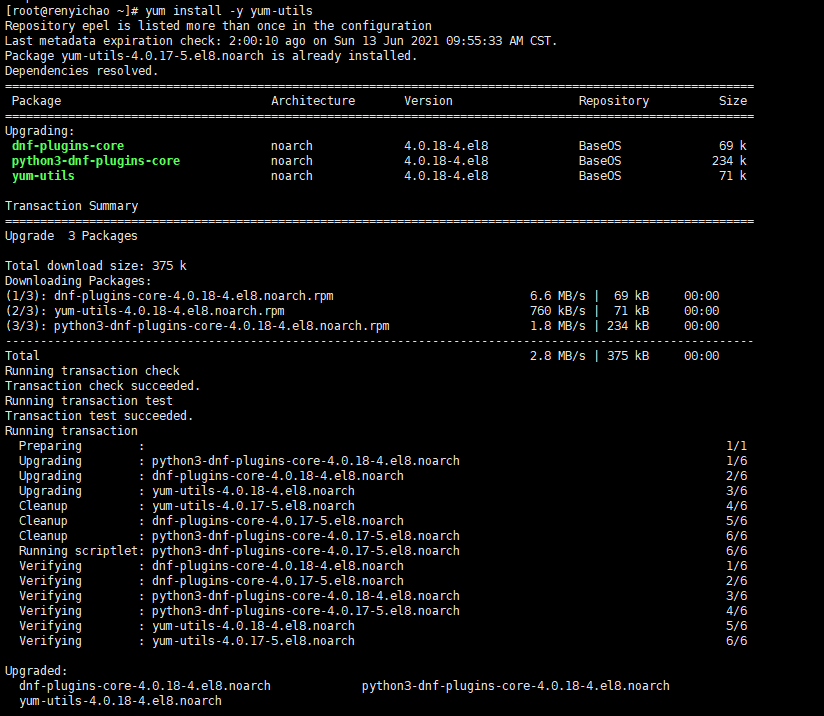 [root@renyichao ~]# yum install -y yum-utils
Repository epel is listed more than once in the configuration
Last metadata expiration check: 2:00:10 ago on Sun 13 Jun 2021 09:55:33 AM CST.
Package yum-utils-4.0.17-5.el8.noarch is already installed.
Dependencies resolved.
================================================================================
Package Architecture Version Repository Size
================================================================================
Upgrading:
dnf-plugins-core noarch 4.0.18-4.el8 BaseOS 69 k
python3-dnf-plugins-core noarch 4.0.18-4.el8 BaseOS 234 k
yum-utils noarch 4.0.18-4.el8 BaseOS 71 k
Transaction Summary
================================================================================
Upgrade 3 Packages
Total download size: 375 k
Downloading Packages:
(1/3): dnf-plugins-core-4.0.18-4.el8.noarch.rpm 6.6 MB/s | 69 kB 00:00
(2/3): yum-utils-4.0.18-4.el8.noarch.rpm 760 kB/s | 71 kB 00:00
(3/3): python3-dnf-plugins-core-4.0.18-4.el8.noarch.rpm 1.8 MB/s | 234 kB 00:00
--------------------------------------------------------------------------------
Total 2.8 MB/s | 375 kB 00:00
Running transaction check
Transaction check succeeded.
Running transaction test
Transaction test succeeded.
Running transaction
Preparing : 1/1
Upgrading : python3-dnf-plugins-core-4.0.18-4.el8.noarch 1/6
Upgrading : dnf-plugins-core-4.0.18-4.el8.noarch 2/6
Upgrading : yum-utils-4.0.18-4.el8.noarch 3/6
Cleanup : yum-utils-4.0.17-5.el8.noarch 4/6
Cleanup : dnf-plugins-core-4.0.17-5.el8.noarch 5/6
Cleanup : python3-dnf-plugins-core-4.0.17-5.el8.noarch 6/6
Running scriptlet: python3-dnf-plugins-core-4.0.17-5.el8.noarch 6/6
Verifying : dnf-plugins-core-4.0.18-4.el8.noarch 1/6
Verifying : dnf-plugins-core-4.0.17-5.el8.noarch 2/6
Verifying : python3-dnf-plugins-core-4.0.18-4.el8.noarch 3/6
Verifying : python3-dnf-plugins-core-4.0.17-5.el8.noarch 4/6
Verifying : yum-utils-4.0.18-4.el8.noarch 5/6
Verifying : yum-utils-4.0.17-5.el8.noarch 6/6
Upgraded:
dnf-plugins-core-4.0.18-4.el8.noarch python3-dnf-plugins-core-4.0.18-4.el8.noarch
yum-utils-4.0.18-4.el8.noarch